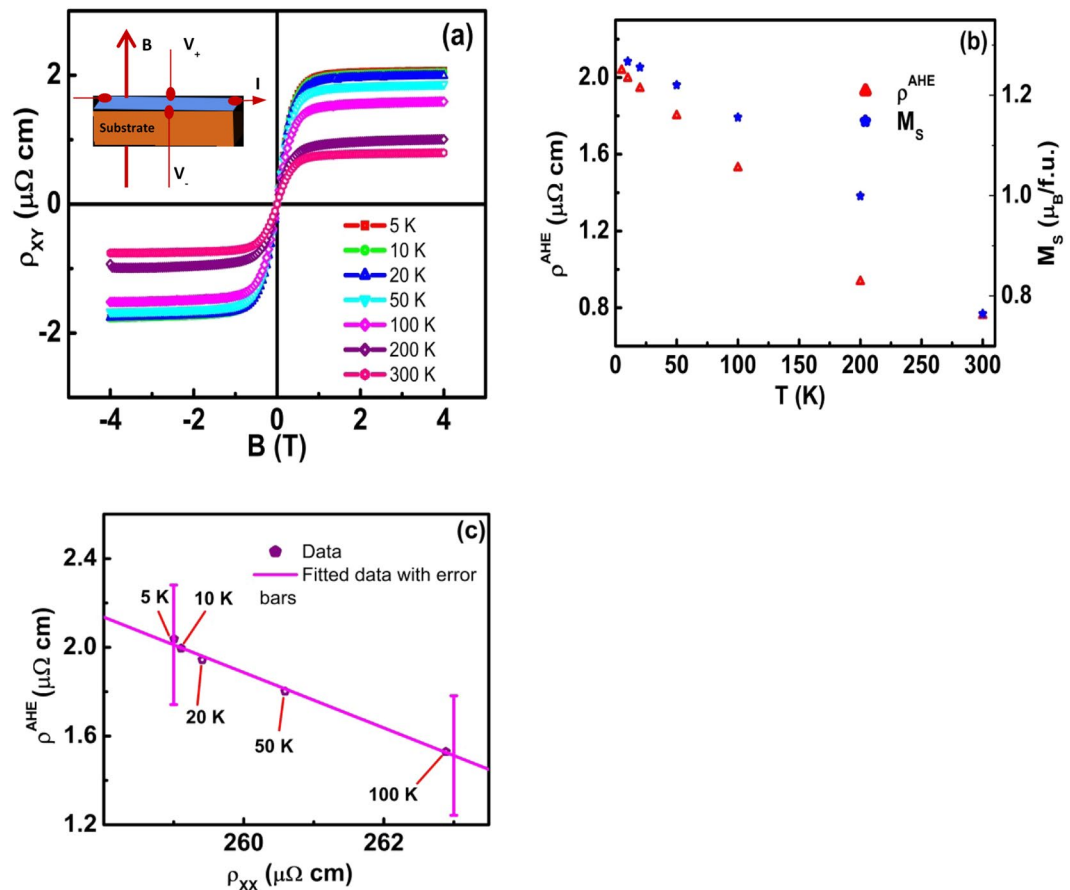 (a)
2
0
-2
ρXY (μΩ cm)
B
V+
I
Substrate
V-
5 K
10 K
20 K
50 K
100 K
200 K
300 K
-4
-2
0
2
4
B (T)
(b)
2.0
1.6
1.2
0.8
ρAHE (μΩ cm)
ρAHE
MS
1.2
1.0
0.8
MS (μB/f.u.)
0
50
100
150
200
250
300
T (K)
(c)
2.4
2.0
1.6
1.2
ρAHE (μΩ cm)
Data
Fitted data with error
bars
5 K
10 K
20 K
50 K
100 K
260
262
ρXX (μΩ cm)